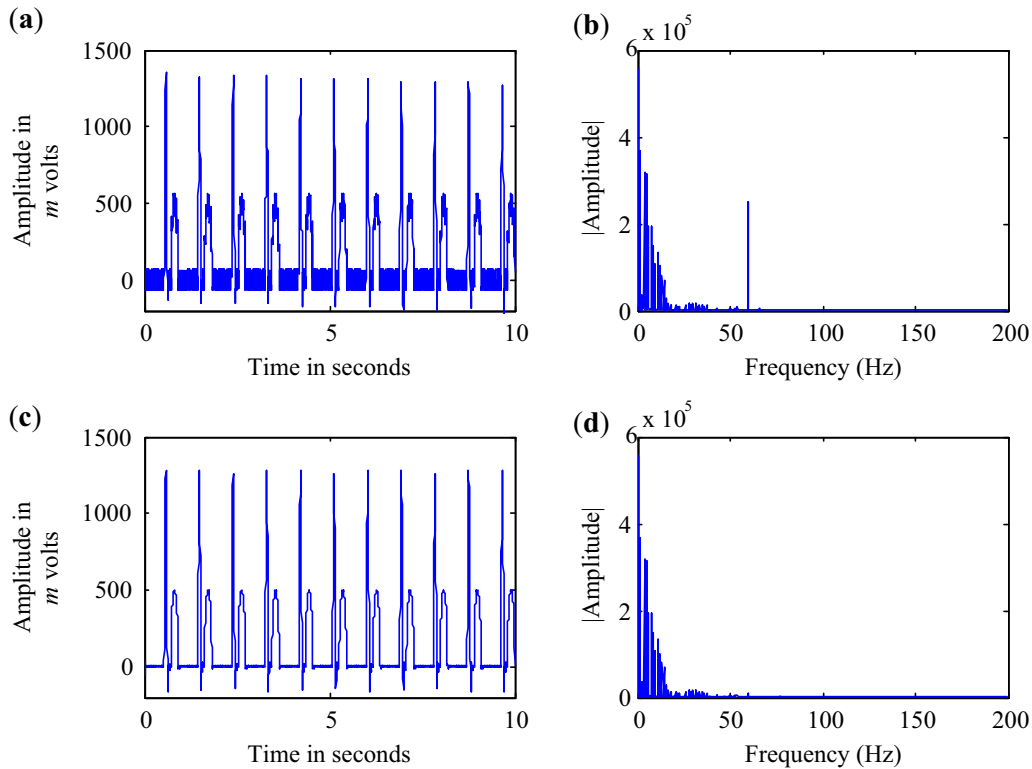 (a)
1500
1000
500
0
Amplitude in
m volts
0 5 10
Time in seconds
(b)
x 10^5
6
4
2
0
|Amplitude|
0 50 100 150 200
Frequency (Hz)
(c)
1500
1000
500
0
Amplitude in
m volts
0 5 10
Time in seconds
(d)
x 10^5
6
4
2
0
|Amplitude|
0 50 100 150 200
Frequency (Hz)